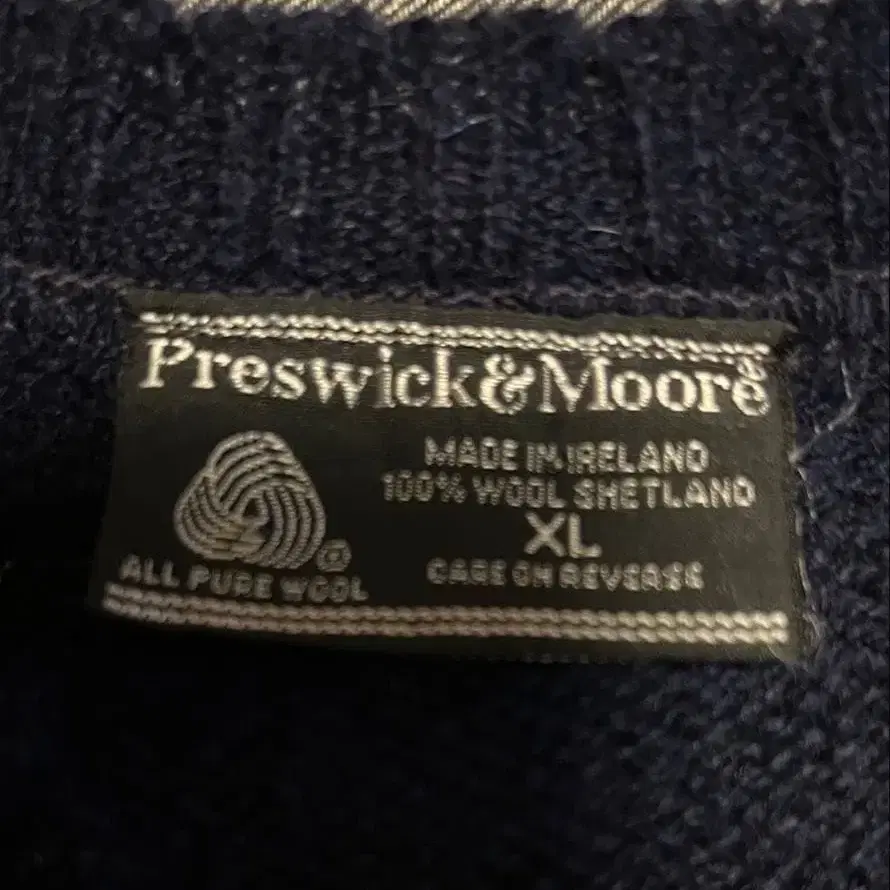 Preswick&Moore
MADE IN IRELAND
100% WOOL SHETLAND
XL
CARE ON REVERSE
ALL PURE WOOL